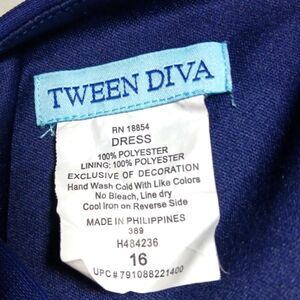 TWEEN DIVA
RN 18854
DRESS
100% POLYESTER
LINING: 100% POLYESTER
EXCLUSIVE OF DECORATION
Hand Wash Cold With Like Colors
No Bleach, Line dry
Cool Iron on Reverse Side
MADE IN PHILIPPINES
389
H484236
16
UPC# 791088221400